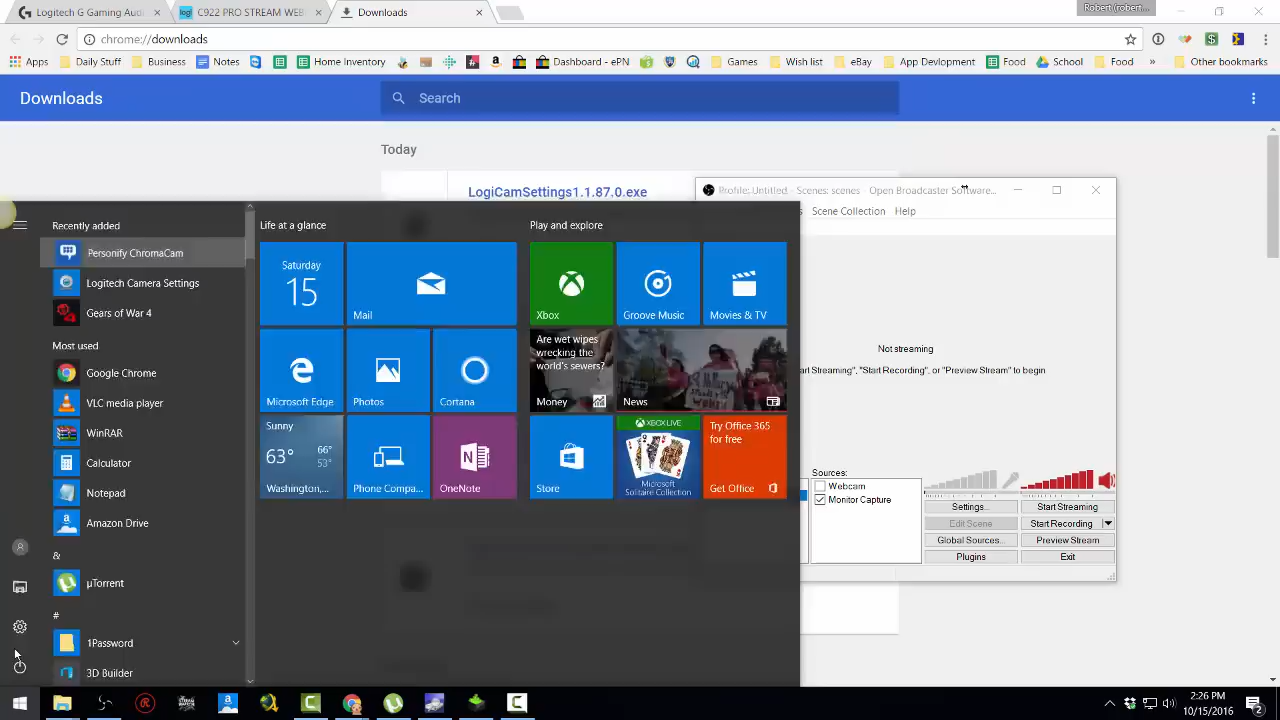 Logitech G Gaming Audi
C922 PRO STREAM WEB
Downloads
Robert (robert...
chrome://downloads
Apps
Daily Stuff
Business
Notes
Home Inventory
Dashboard - ePN
Games
Wish list
eBay
App Devlopment
Food
School
Food
»
Other bookmarks
Downloads
Search
Today
LogiCamSettings1.1.87.0.exe
Profile: Untitled - Scenes: scenes - Open Broadcaster Software...
Scene Collection
Help
Recently added
Personify ChromaCam
Logitech Camera Settings
Gears of War 4
Most used
Google Chrome
VLC media player
WinRAR
Calculator
Notepad
Amazon Drive
&
µTorrent
#
1Password
3D Builder
Life at a glance
Saturday
15
Mail
Microsoft Edge
Photos
Cortana
Sunny
63°
66°
53°
Washington,...
Phone Compa...
OneNote
Play and explore
Xbox
Groove Music
Movies & TV
Are wet wipes
wrecking the
world's sewers?
Money
News
Store
XBOX LIVE
Microsoft
Solitaire Collection
Try Office 365
for free
Get Office
Not streaming
art Streaming", "Start Recording", or "Preview Stream" to begin
Sources:
Webcam
Monitor Capture
Settings...
Start Streaming
Edit Scene
Start Recording
Global Sources...
Preview Stream
Plugins
Exit
2:26 PM
10/15/2016
2